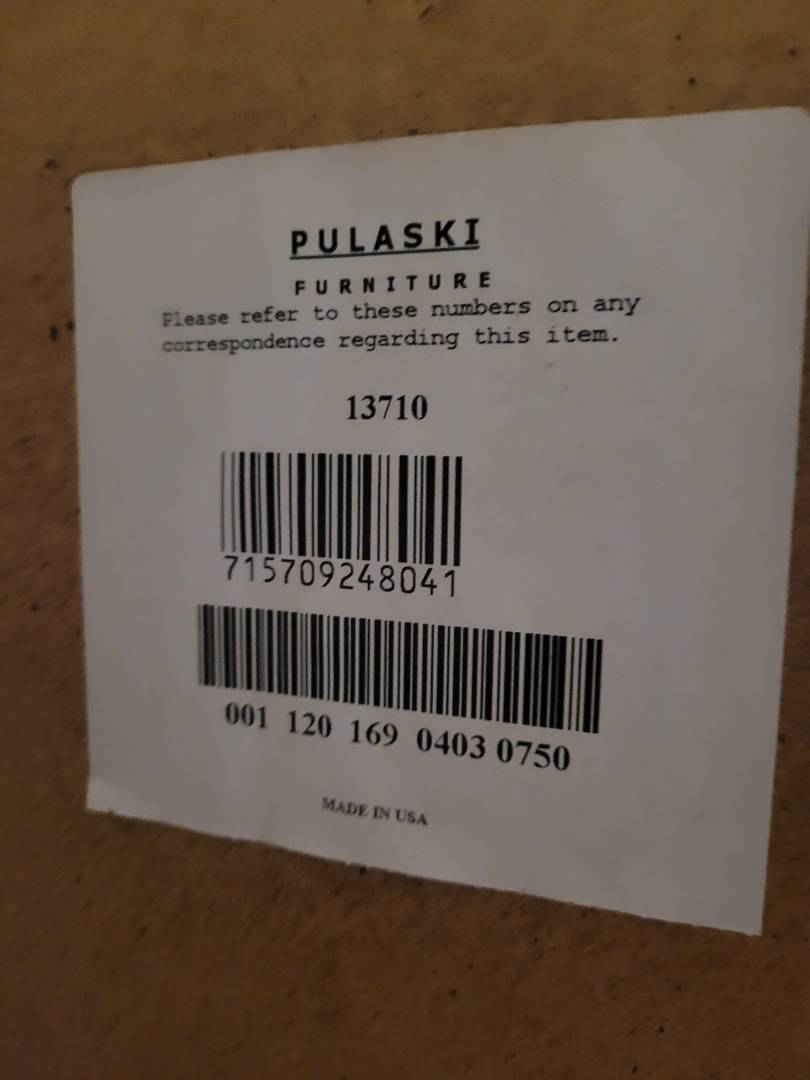 PULASKI
FURNITURE
Please refer to these numbers on any
correspondence regarding this item.
13710
715709248041
001 120 169 0403 0750
MADE IN USA